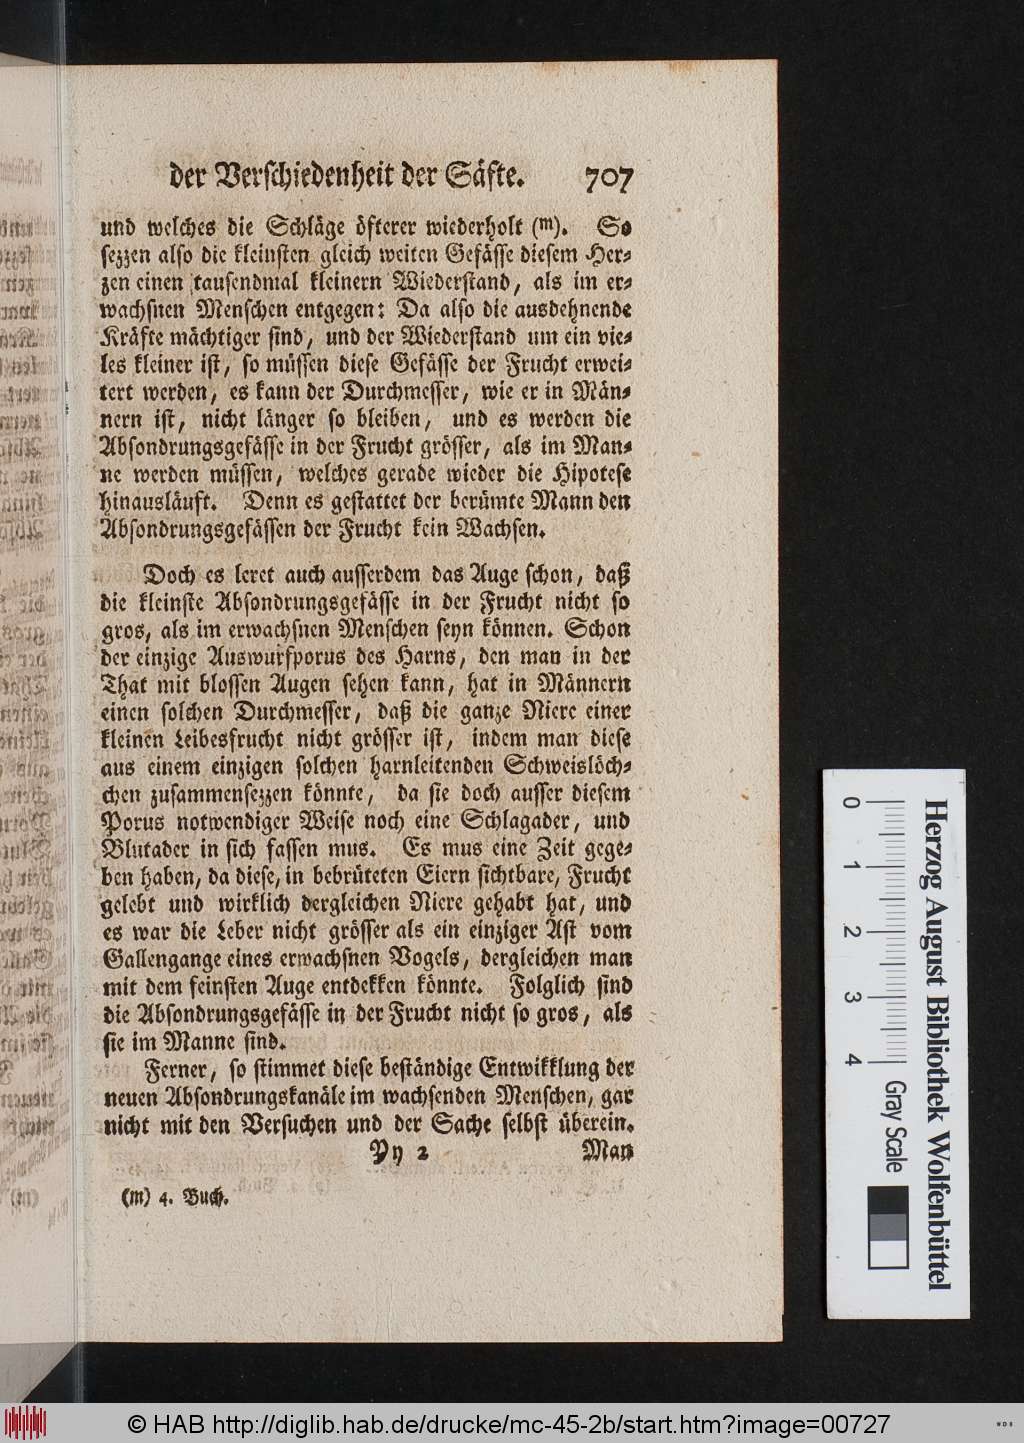 der Verschiedenheit der Säfte. 707
und welches die Schläge öfterer wiederholt (m). So
sezzen also die kleinsten gleich weiten Gefässe diesem Her-
zen einen tausendmal kleinern Wiederstand, als im er-
wachsnen Menschen entgegen: Da also die ausdehnende
Kräfte mächtiger sind, und der Wiederstand um ein vie-
les kleiner ist, so müssen diese Gefässe der Frucht erwei-
tert werden, es kann der Durchmesser, wie er in Män-
nern ist, nicht länger so bleiben, und es werden die
Absondrungsgefässe in der Frucht grösser, als im Man-
ne werden müssen, welches gerade wieder die Hipotese
hinausläuft. Denn es gestattet der berümte Mann den
Absondrungsgefässen der Frucht kein Wachsen.
Doch es leret auch ausserdem das Auge schon, daß
die kleinste Absondrungsgefässe in der Frucht nicht so
gros, als im erwachsnen Menschen seyn können. Schon
der einzige Auswurfporus des Harns, den man in der
That mit blossen Augen sehen kann, hat in Männern
einen solchen Durchmesser, daß die ganze Niere einer
kleinen Leibesfrucht nicht grösser ist, indem man diese
aus einem einzigen solchen harnleitenden Schweislöch-
chen zusammensezzen könnte, da sie doch ausser diesem
Porus notwendiger Weise noch eine Schlagader, und
Blutader in sich fassen mus. Es mus eine Zeit gege-
ben haben, da diese, in bebrüteten Eiern sichtbare, Frucht
gelebt und wirklich dergleichen Niere gehabt hat, und
es war die Leber nicht grösser als ein einziger Ast vom
Gallengange eines erwachsnen Vogels, dergleichen man
mit dem feinsten Auge entdekken könnte. Folglich sind
die Absondrungsgefässe in der Frucht nicht so gros, als
sie im Manne sind.
Ferner, so stimmet diese beständige Entwikklung der
neuen Absondrungskanäle im wachsenden Menschen, gar
nicht mit den Versuchen und der Sache selbst überein.
Yy 2 Man
(m) 4. Buch.
0 1 2 3 4 Gray Scale
Herzog August Bibliothek Wolfenbüttel
© HAB http://diglib.hab.de/drucke/mc-45-2b/start.htm?image=00727